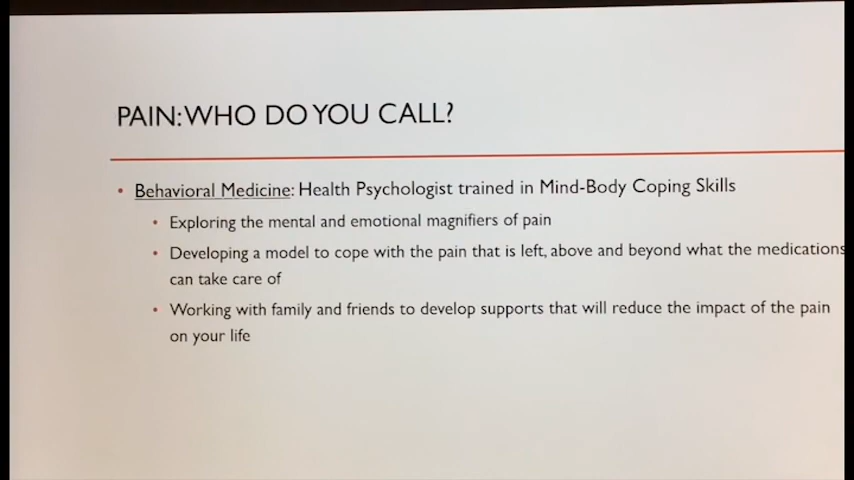 PAIN: WHO DO YOU CALL?
• Behavioral Medicine: Health Psychologist trained in Mind-Body Coping Skills
• Exploring the mental and emotional magnifiers of pain
• Developing a model to cope with the pain that is left, above and beyond what the medications
can take care of
• Working with family and friends to develop supports that will reduce the impact of the pain
on your life